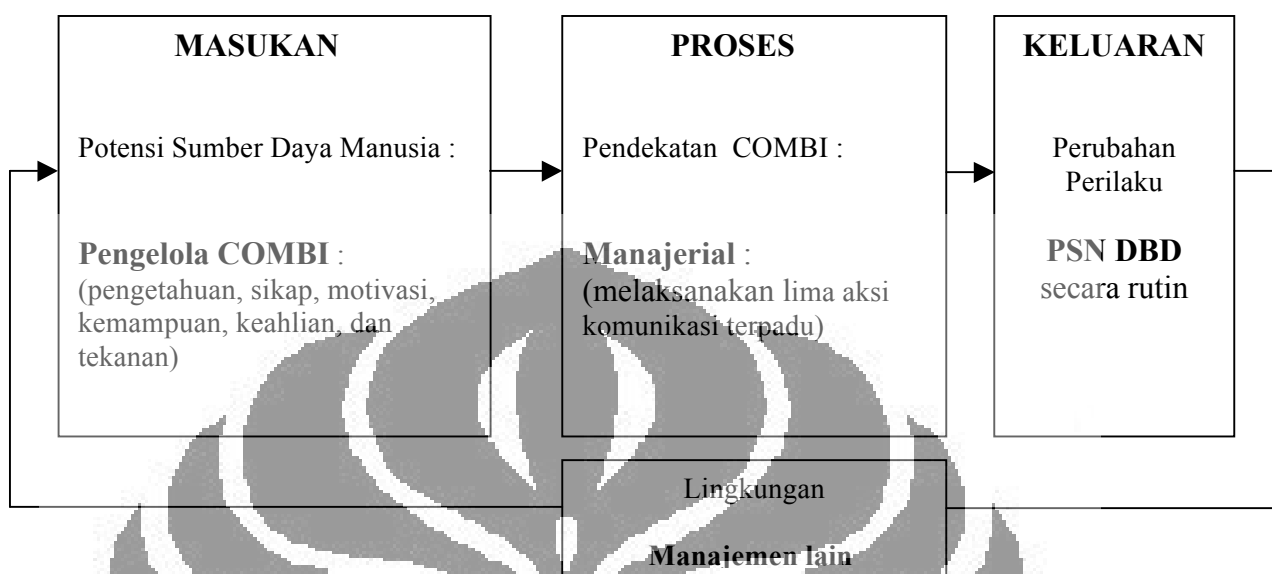 MASUKAN
Potensi Sumber Daya Manusia :
Pengelola COMBI :
(pengetahuan, sikap, motivasi,
kemampuan, keahlian, dan
tekanan)
PROSES
Pendekatan COMBI :
Manajerial :
(melaksanakan lima aksi
komunikasi terpadu)
KELUARAN
Perubahan
Perilaku
PSN DBD
secara rutin
Lingkungan
Manajemen lain